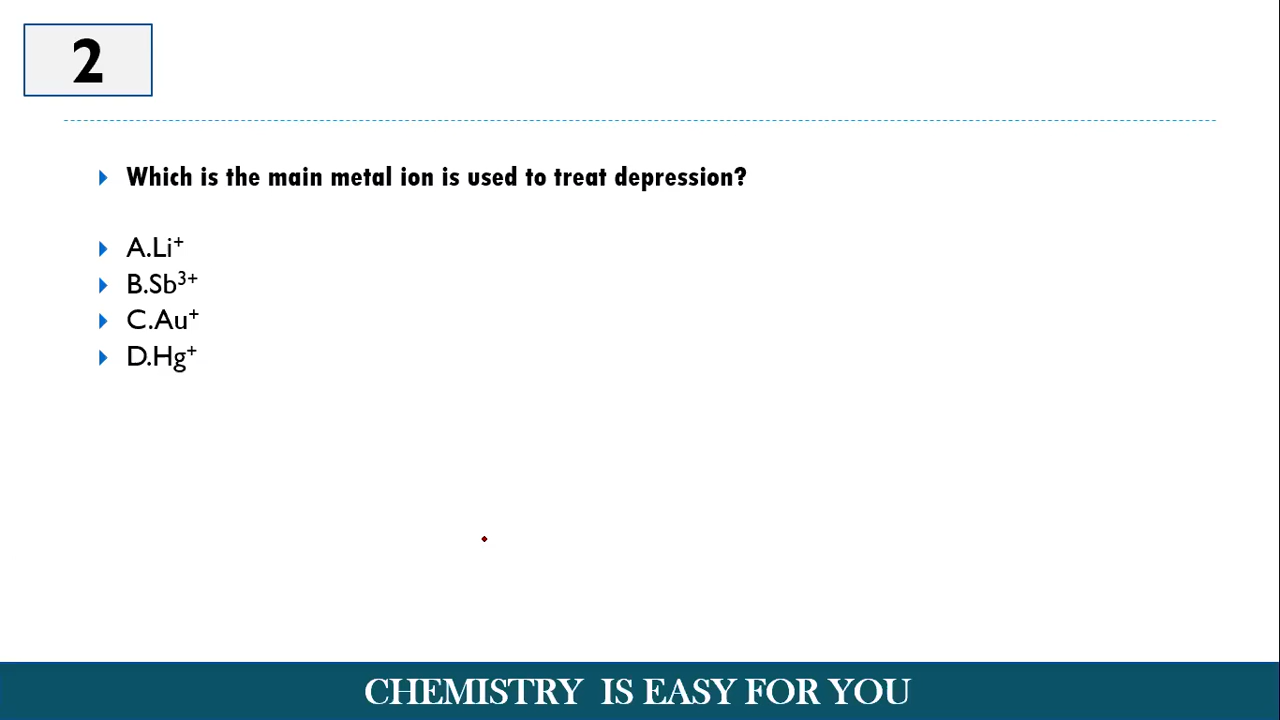 2
Which is the main metal ion is used to treat depression?
A.Li⁺
B.Sb³⁺
C.Au⁺
D.Hg⁺
CHEMISTRY IS EASY FOR YOU